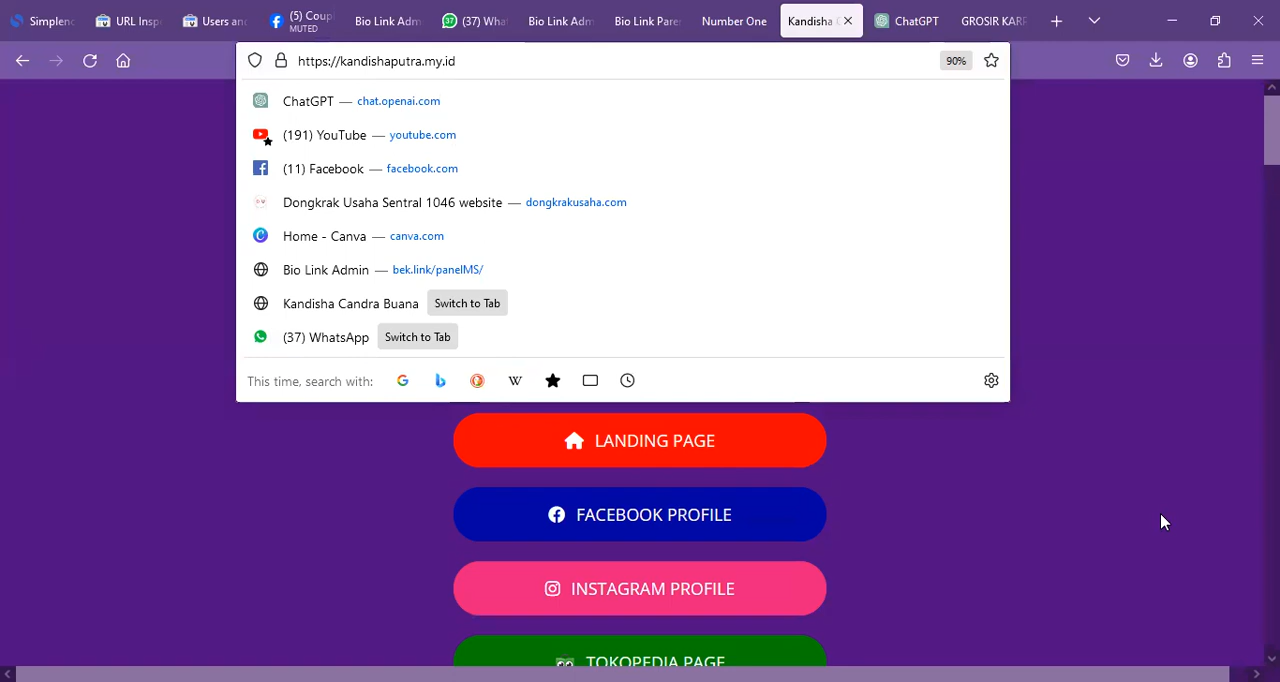 Simplenc
URL Insp
Users anc
(5) Coup
MUTED
Bio Link Adm
(37) Wha
Bio Link Adm
Bio Link Pare
Number One
Kandisha C
ChatGPT
GROSIR KARP
https://kandishaputra.my.id
90%
ChatGPT — chat.openai.com
(191) YouTube — youtube.com
(11) Facebook — facebook.com
Dongkrak Usaha Sentral 1046 website — dongkrakusaha.com
Home - Canva — canva.com
Bio Link Admin — bek.link/panelMS/
Kandisha Candra Buana Switch to Tab
(37) WhatsApp Switch to Tab
This time, search with:
LANDING PAGE
FACEBOOK PROFILE
INSTAGRAM PROFILE
TOKOPEDIA PAGE